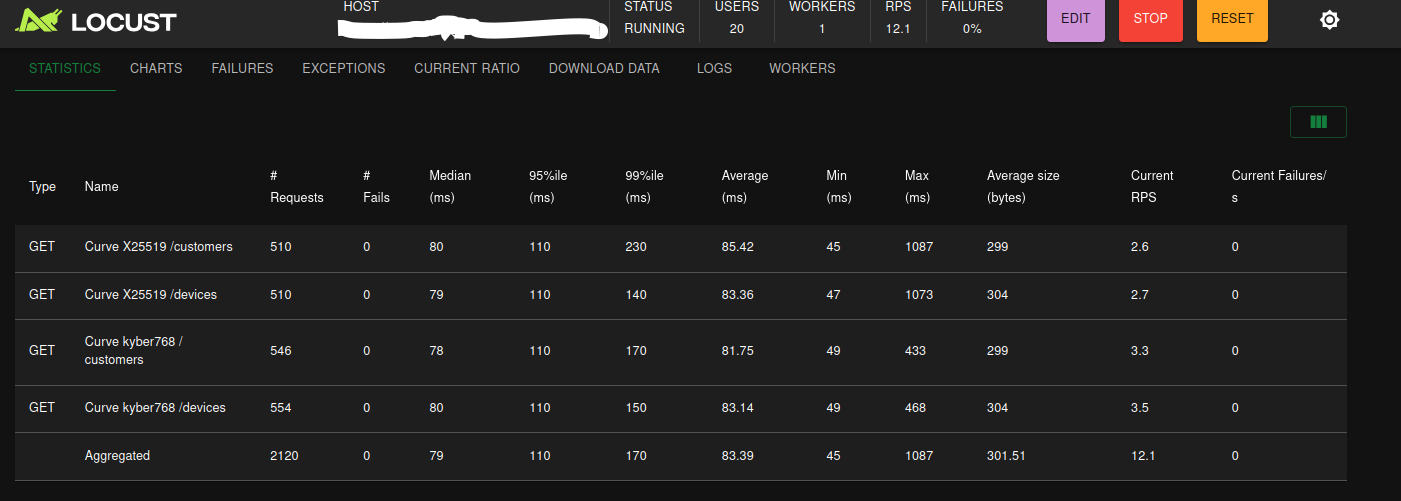 LOCUST
HOST
STATUS
RUNNING
USERS
20
WORKERS
1
RPS
12.1
FAILURES
0%
EDIT
STOP
RESET
STATISTICS CHARTS FAILURES EXCEPTIONS CURRENT RATIO DOWNLOAD DATA LOGS WORKERS
Type
Name
#
Requests
#
Fails
Median
(ms)
95%ile
(ms)
99%ile
(ms)
Average
(ms)
Min
(ms)
Max
(ms)
Average size
(bytes)
Current
RPS
Current Failures/
s
GET Curve X25519 /customers 510 0 80 110 230 85.42 45 1087 299 2.6 0
GET Curve X25519 /devices 510 0 79 110 140 83.36 47 1073 304 2.7 0
GET Curve kyber768 /
customers 546 0 78 110 170 81.75 49 433 299 3.3 0
GET Curve kyber768 /devices 554 0 80 110 150 83.14 49 468 304 3.5 0
Aggregated 2120 0 79 110 170 83.39 45 1087 301.51 12.1 0